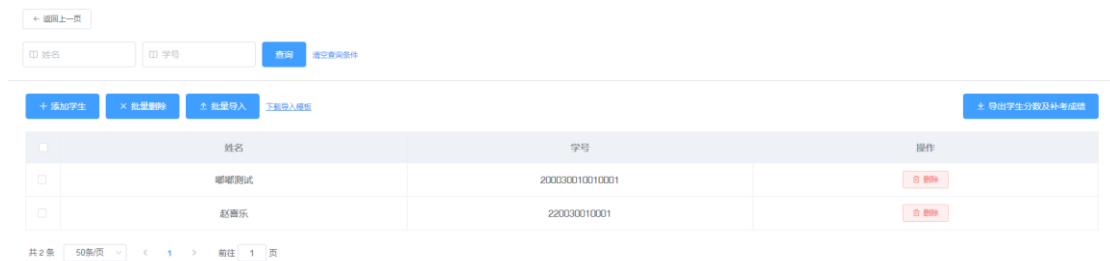 ← 返回上一页
姓名 学号 查询 清空查询条件
+ 添加学生 × 批量删除 批量导入 下载导入模板 导出学生分数及补考成绩
姓名 学号 操作
嘟嘟测试 200030010010001 删除
赵喜乐 220030010001 删除
共 2 条 50条/页 < 1 > 前往 1 页